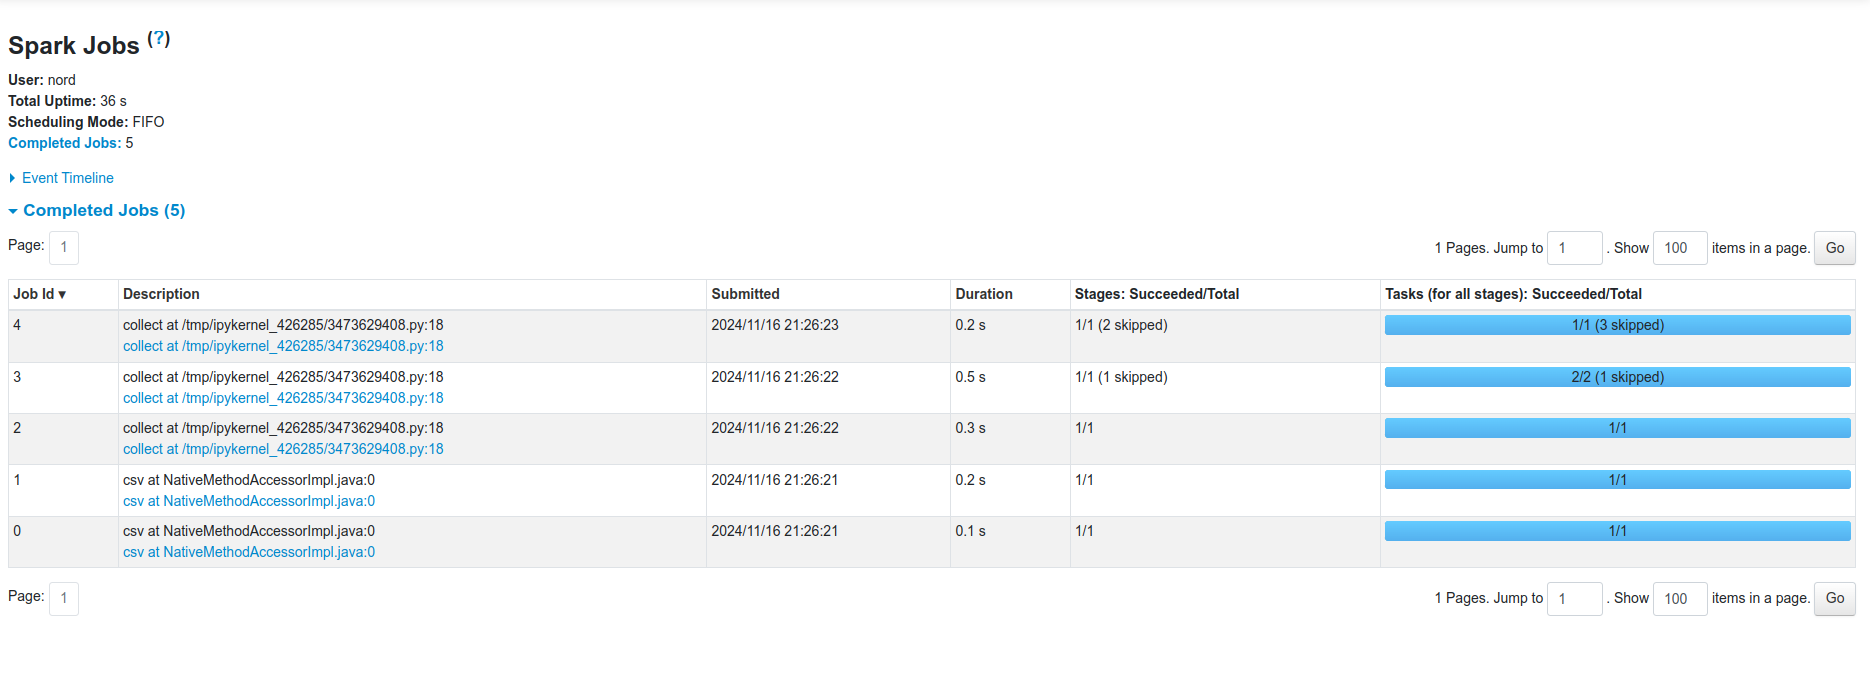 Spark Jobs (?)
User: nord
Total Uptime: 36 s
Scheduling Mode: FIFO
Completed Jobs: 5
Event Timeline
Completed Jobs (5)
Page: 1 1 Pages. Jump to 1 . Show 100 items in a page. Go
Job Id ▾ Description Submitted Duration Stages: Succeeded/Total Tasks (for all stages): Succeeded/Total
4 collect at /tmp/ipykernel_426285/3473629408.py:18 2024/11/16 21:26:23 0.2 s 1/1 (2 skipped) 1/1 (3 skipped)
collect at /tmp/ipykernel_426285/3473629408.py:18
3 collect at /tmp/ipykernel_426285/3473629408.py:18 2024/11/16 21:26:22 0.5 s 1/1 (1 skipped) 2/2 (1 skipped)
collect at /tmp/ipykernel_426285/3473629408.py:18
2 collect at /tmp/ipykernel_426285/3473629408.py:18 2024/11/16 21:26:22 0.3 s 1/1 1/1
collect at /tmp/ipykernel_426285/3473629408.py:18
1 csv at NativeMethodAccessorImpl.java:0 2024/11/16 21:26:21 0.2 s 1/1 1/1
csv at NativeMethodAccessorImpl.java:0
0 csv at NativeMethodAccessorImpl.java:0 2024/11/16 21:26:21 0.1 s 1/1 1/1
csv at NativeMethodAccessorImpl.java:0
Page: 1 1 Pages. Jump to 1 . Show 100 items in a page. Go